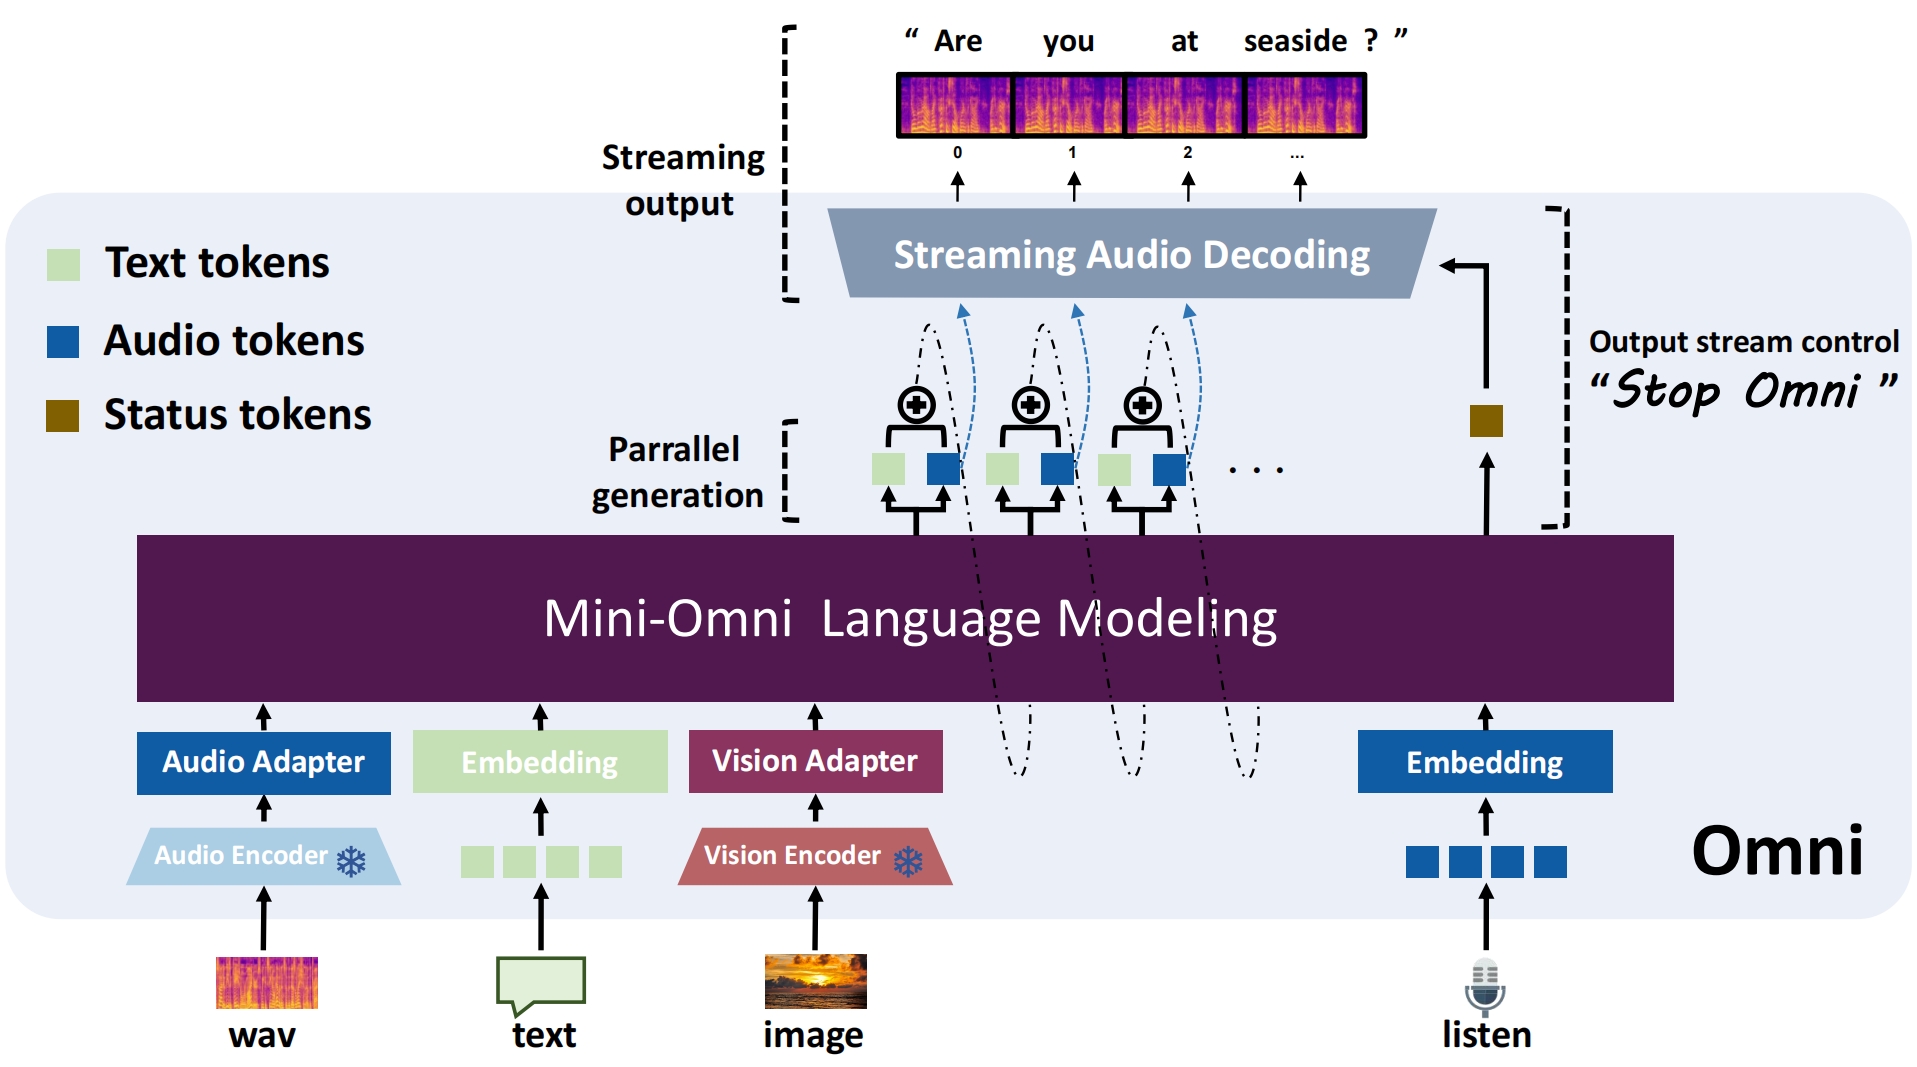 “ Are you at seaside ? ”
0 1 2 ...
Streaming
output
Streaming Audio Decoding
Text tokens
Audio tokens
Status tokens
Output stream control
“Stop Omni ”
Parrallel
generation
. . .
Mini-Omni Language Modeling
Audio Adapter
Embedding
Vision Adapter
Embedding
Audio Encoder
Vision Encoder
Omni
wav
text
image
listen